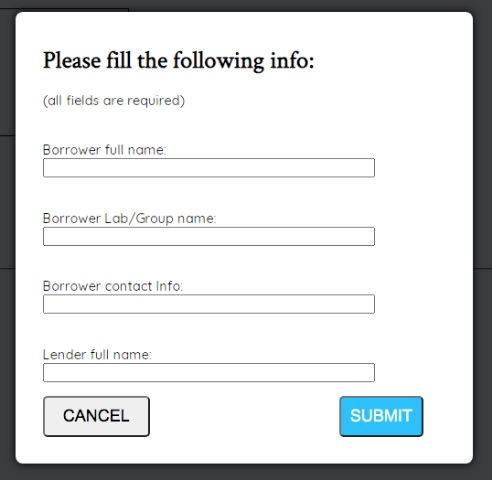 Please fill the following info:
(all fields are required)
Borrower full name:
Borrower Lab/Group name:
Borrower contact Info:
Lender full name:
CANCEL SUBMIT